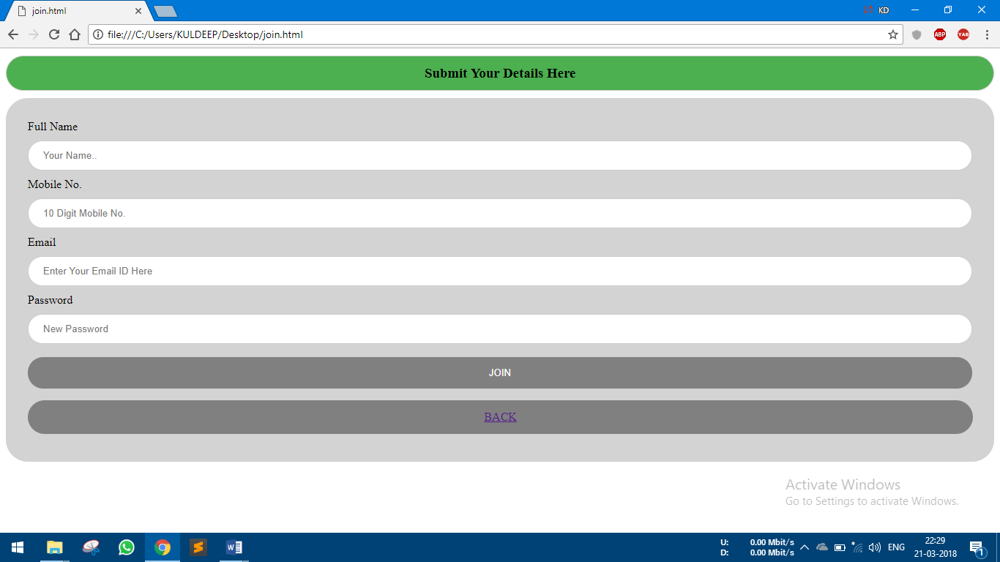 join.html
KD
file:///C:/Users/KULDEEP/Desktop/join.html
ABP
YAB
Submit Your Details Here
Full Name
Your Name..
Mobile No.
10 Digit Mobile No.
Email
Enter Your Email ID Here
Password
New Password
JOIN
BACK
Activate Windows
Go to Settings to activate Windows.
U: 0.00 Mbit/s
D: 0.00 Mbit/s
ENG
22:29
21-03-2018
1